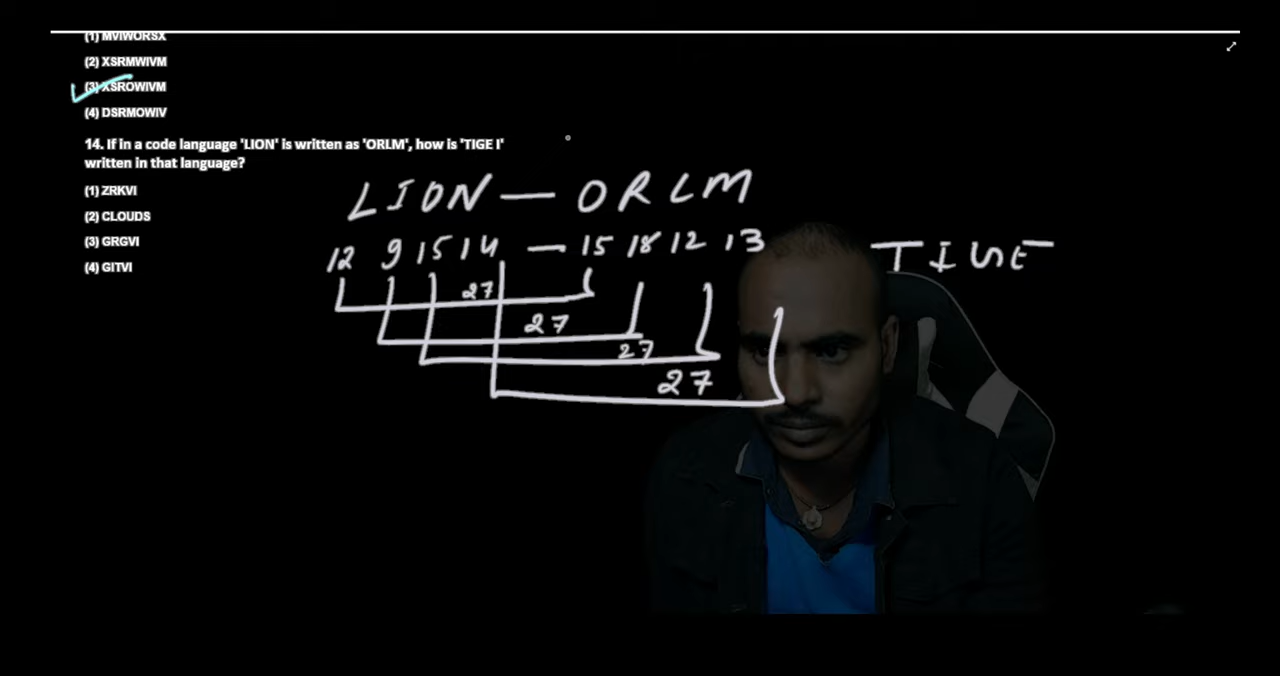 (1) MVIWORSX
(2) XSRMWIVM
(3) XSROWIVM
(4) DSRMOWIV
14. If in a code language 'LION' is written as 'ORLM', how is 'TIGE I'
written in that language?
(1) ZRKVI
(2) CLOUDS
(3) GRGVI
(4) GITVI
LION — ORLM
12 9 15 14 — 15 18 12 13
TIGE
27
27
27
27